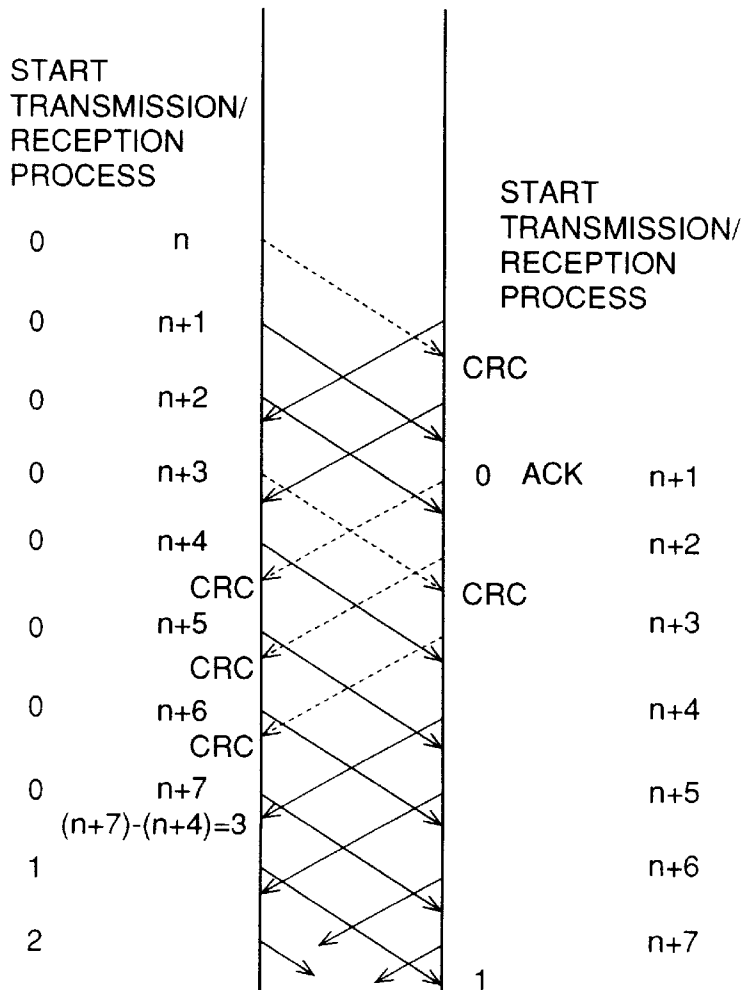 START
TRANSMISSION/
RECEPTION
PROCESS
START
TRANSMISSION/
RECEPTION
PROCESS
0 n
0 n+1
CRC
0 n+2
0 n+3
0 ACK n+1
0 n+4
n+2
CRC
CRC
0 n+5
n+3
CRC
0 n+6
n+4
CRC
0 n+7
n+5
(n+7)-(n+4)=3
1
n+6
2
n+7
1